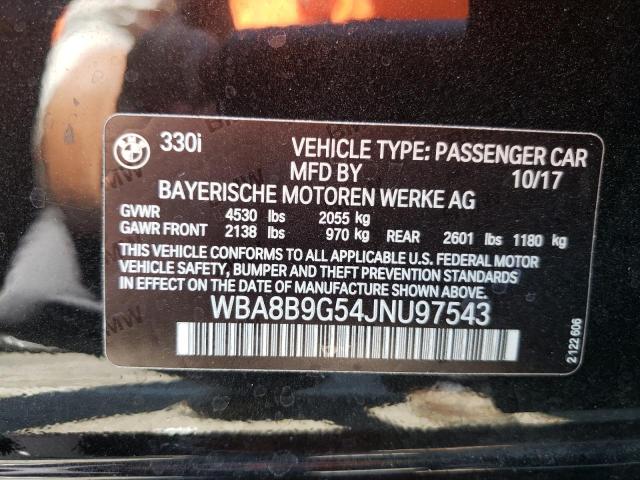 330i
VEHICLE TYPE: PASSENGER CAR
MFD BY 10/17
BAYERISCHE MOTOREN WERKE AG
GVWR 4530 lbs 2055 kg
GAWR FRONT 2138 lbs 970 kg REAR 2601 lbs 1180 kg
THIS VEHICLE CONFORMS TO ALL APPLICABLE U.S. FEDERAL MOTOR
VEHICLE SAFETY, BUMPER AND THEFT PREVENTION STANDARDS IN
EFFECT ON THE DATE OF MANUFACTURE SHOWN ABOVE.
WBA8B9G54JNU97543
2 122 606